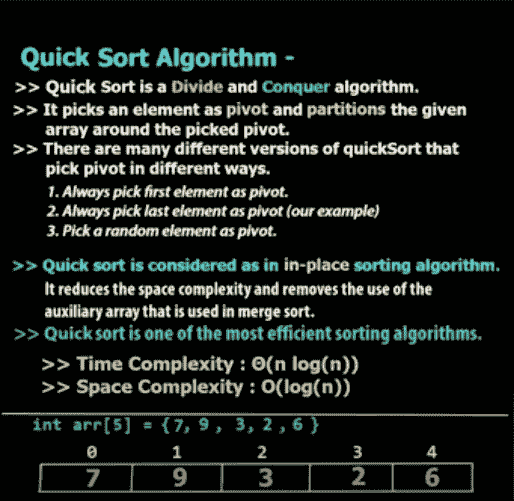 Quick Sort Algorithm -
>> Quick Sort is a Divide and Conquer algorithm.
>> It picks an element as pivot and partitions the given
array around the picked pivot.
>> There are many different versions of quickSort that
pick pivot in different ways.
1. Always pick first element as pivot.
2. Always pick last element as pivot (our example)
3. Pick a random element as pivot.
>> Quick sort is considered as in in-place sorting algorithm.
It reduces the space complexity and removes the use of the
auxiliary array that is used in merge sort.
>> Quick sort is one of the most efficient sorting algorithms.
>> Time Complexity : Θ(n log(n))
>> Space Complexity : O(log(n))
int arr[5] = {7, 9 , 3, 2 , 6 }
0 1 2 3 4
7 9 3 2 6